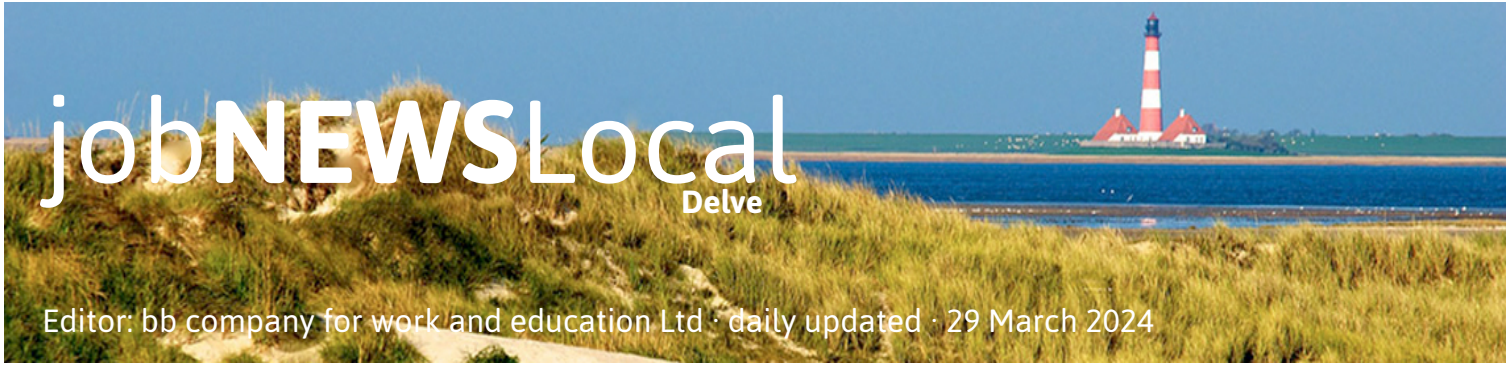 jobNEWSLocal
Delve
Editor: bb company for work and education Ltd · daily updated · 29 March 2024